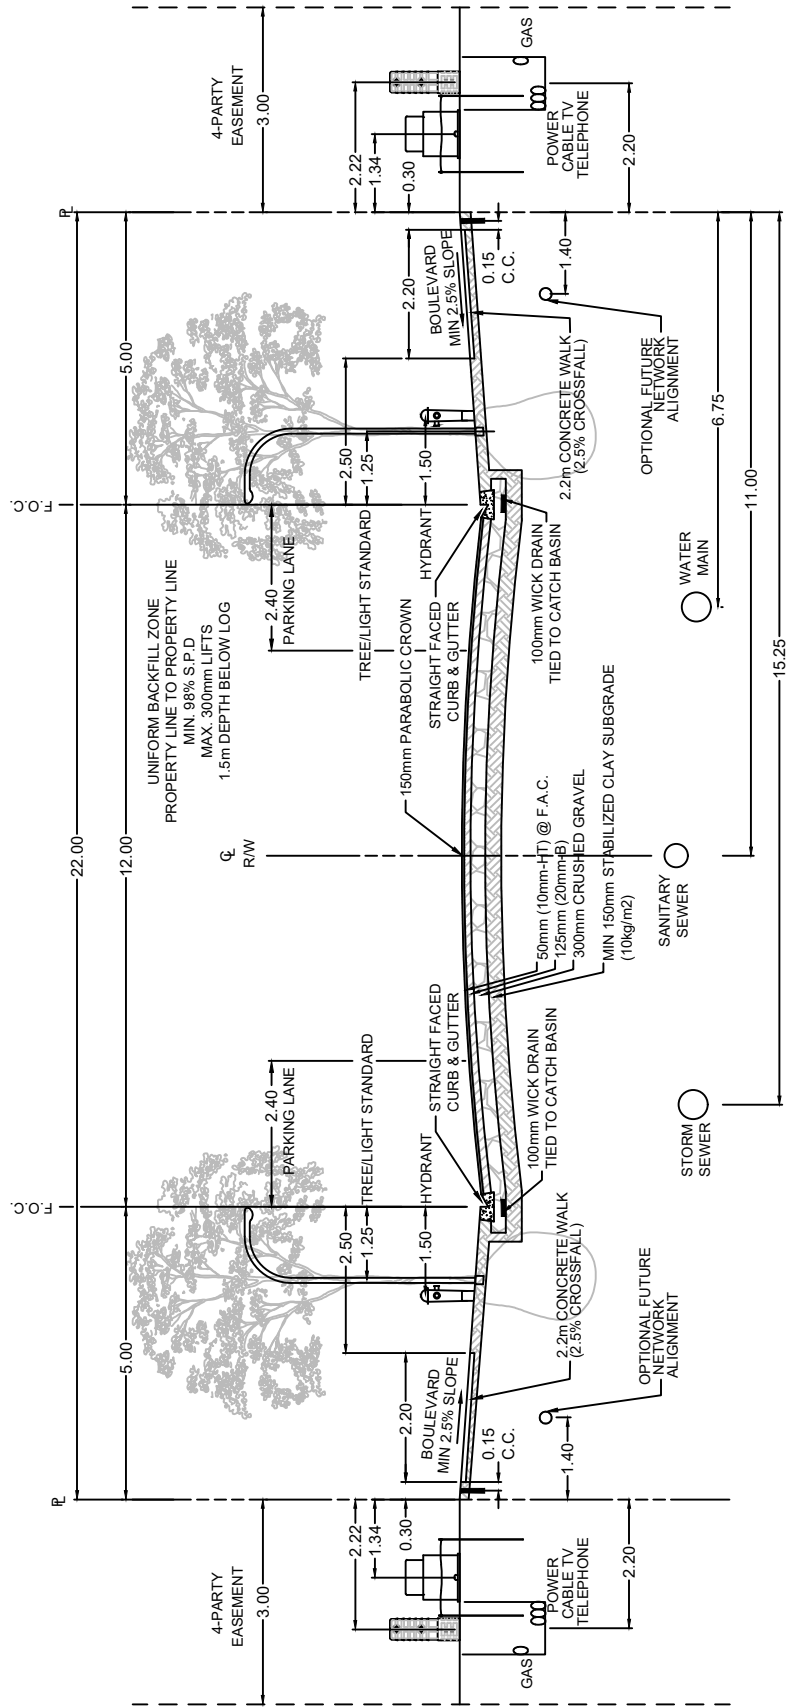 4-PARTY
EASEMENT
3.00
2.22
1.34
0.30
POWER
CABLE TV
TELEPHONE
GAS
2.20
PL
22.00
5.00
12.00
5.00
F.O.C.
F.O.C.
UNIFORM BACKFILL ZONE
PROPERTY LINE TO PROPERTY LINE
MIN. 98% S.P.D
MAX. 300mm LIFTS
1.5m DEPTH BELOW LOG
CL
R/W
2.40
PARKING LANE
2.50
1.25
TREE/LIGHT STANDARD
1.50
HYDRANT
STRAIGHT FACED
CURB & GUTTER
2.20
BOULEVARD
MIN 2.5% SLOPE
0.15
C.C.
1.40
2.2m CONCRETE WALK
(2.5% CROSSFALL)
OPTIONAL FUTURE
NETWORK
ALIGNMENT
100mm WICK DRAIN
TIED TO CATCH BASIN
150mm PARABOLIC CROWN
50mm (10mm-HT) @ F.A.C.
125mm (20mm-B)
300mm CRUSHED GRAVEL
MIN 150mm STABILIZED CLAY SUBGRADE
(10kg/m2)
STORM
SEWER
SANITARY
SEWER
WATER
MAIN
6.75
11.00
15.25
2.40
PARKING LANE
2.50
1.25
TREE/LIGHT STANDARD
1.50
HYDRANT
STRAIGHT FACED
CURB & GUTTER
100mm WICK DRAIN
TIED TO CATCH BASIN
2.20
BOULEVARD
MIN 2.5% SLOPE
0.15
C.C.
1.40
2.2m CONCRETE WALK
(2.5% CROSSFALL)
OPTIONAL FUTURE
NETWORK
ALIGNMENT
PL
4-PARTY
EASEMENT
3.00
2.22
1.34
0.30
POWER
CABLE TV
TELEPHONE
GAS
2.20